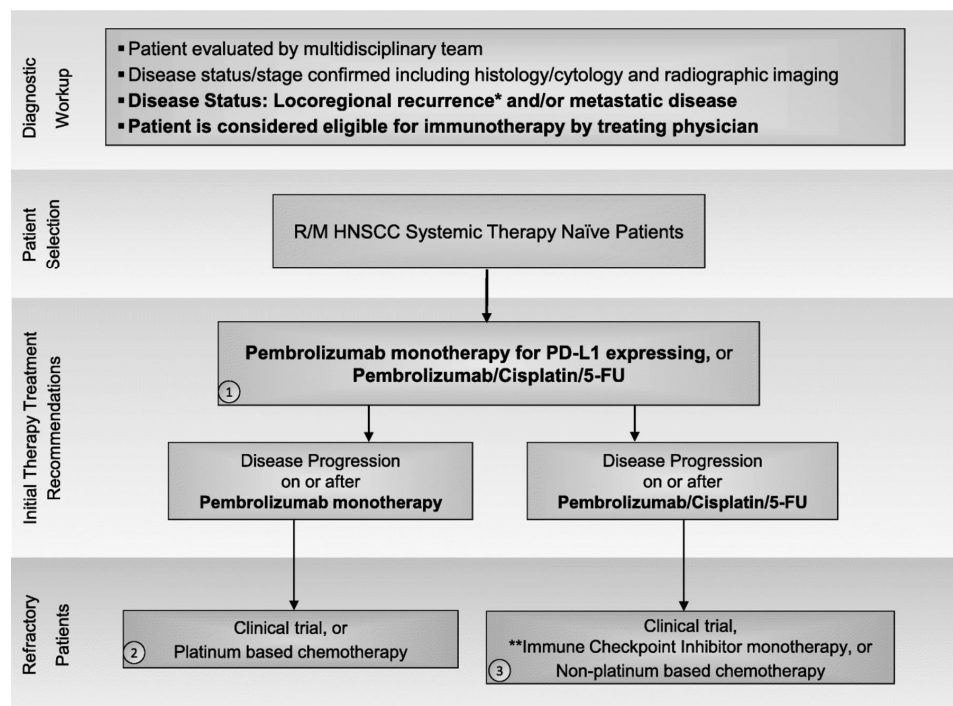 Diagnostic
Workup
▪ Patient evaluated by multidisciplinary team
▪ Disease status/stage confirmed including histology/cytology and radiographic imaging
▪ Disease Status: Locoregional recurrence* and/or metastatic disease
▪ Patient is considered eligible for immunotherapy by treating physician
Patient
Selection
R/M HNSCC Systemic Therapy Naïve Patients
Initial Therapy Treatment
Recommendations
Pembrolizumab monotherapy for PD-L1 expressing, or
Pembrolizumab/Cisplatin/5-FU
1
Disease Progression
on or after
Pembrolizumab monotherapy
Disease Progression
on or after
Pembrolizumab/Cisplatin/5-FU
Refractory
Patients
Clinical trial, or
Platinum based chemotherapy
2
Clinical trial,
**Immune Checkpoint Inhibitor monotherapy, or
Non-platinum based chemotherapy
3